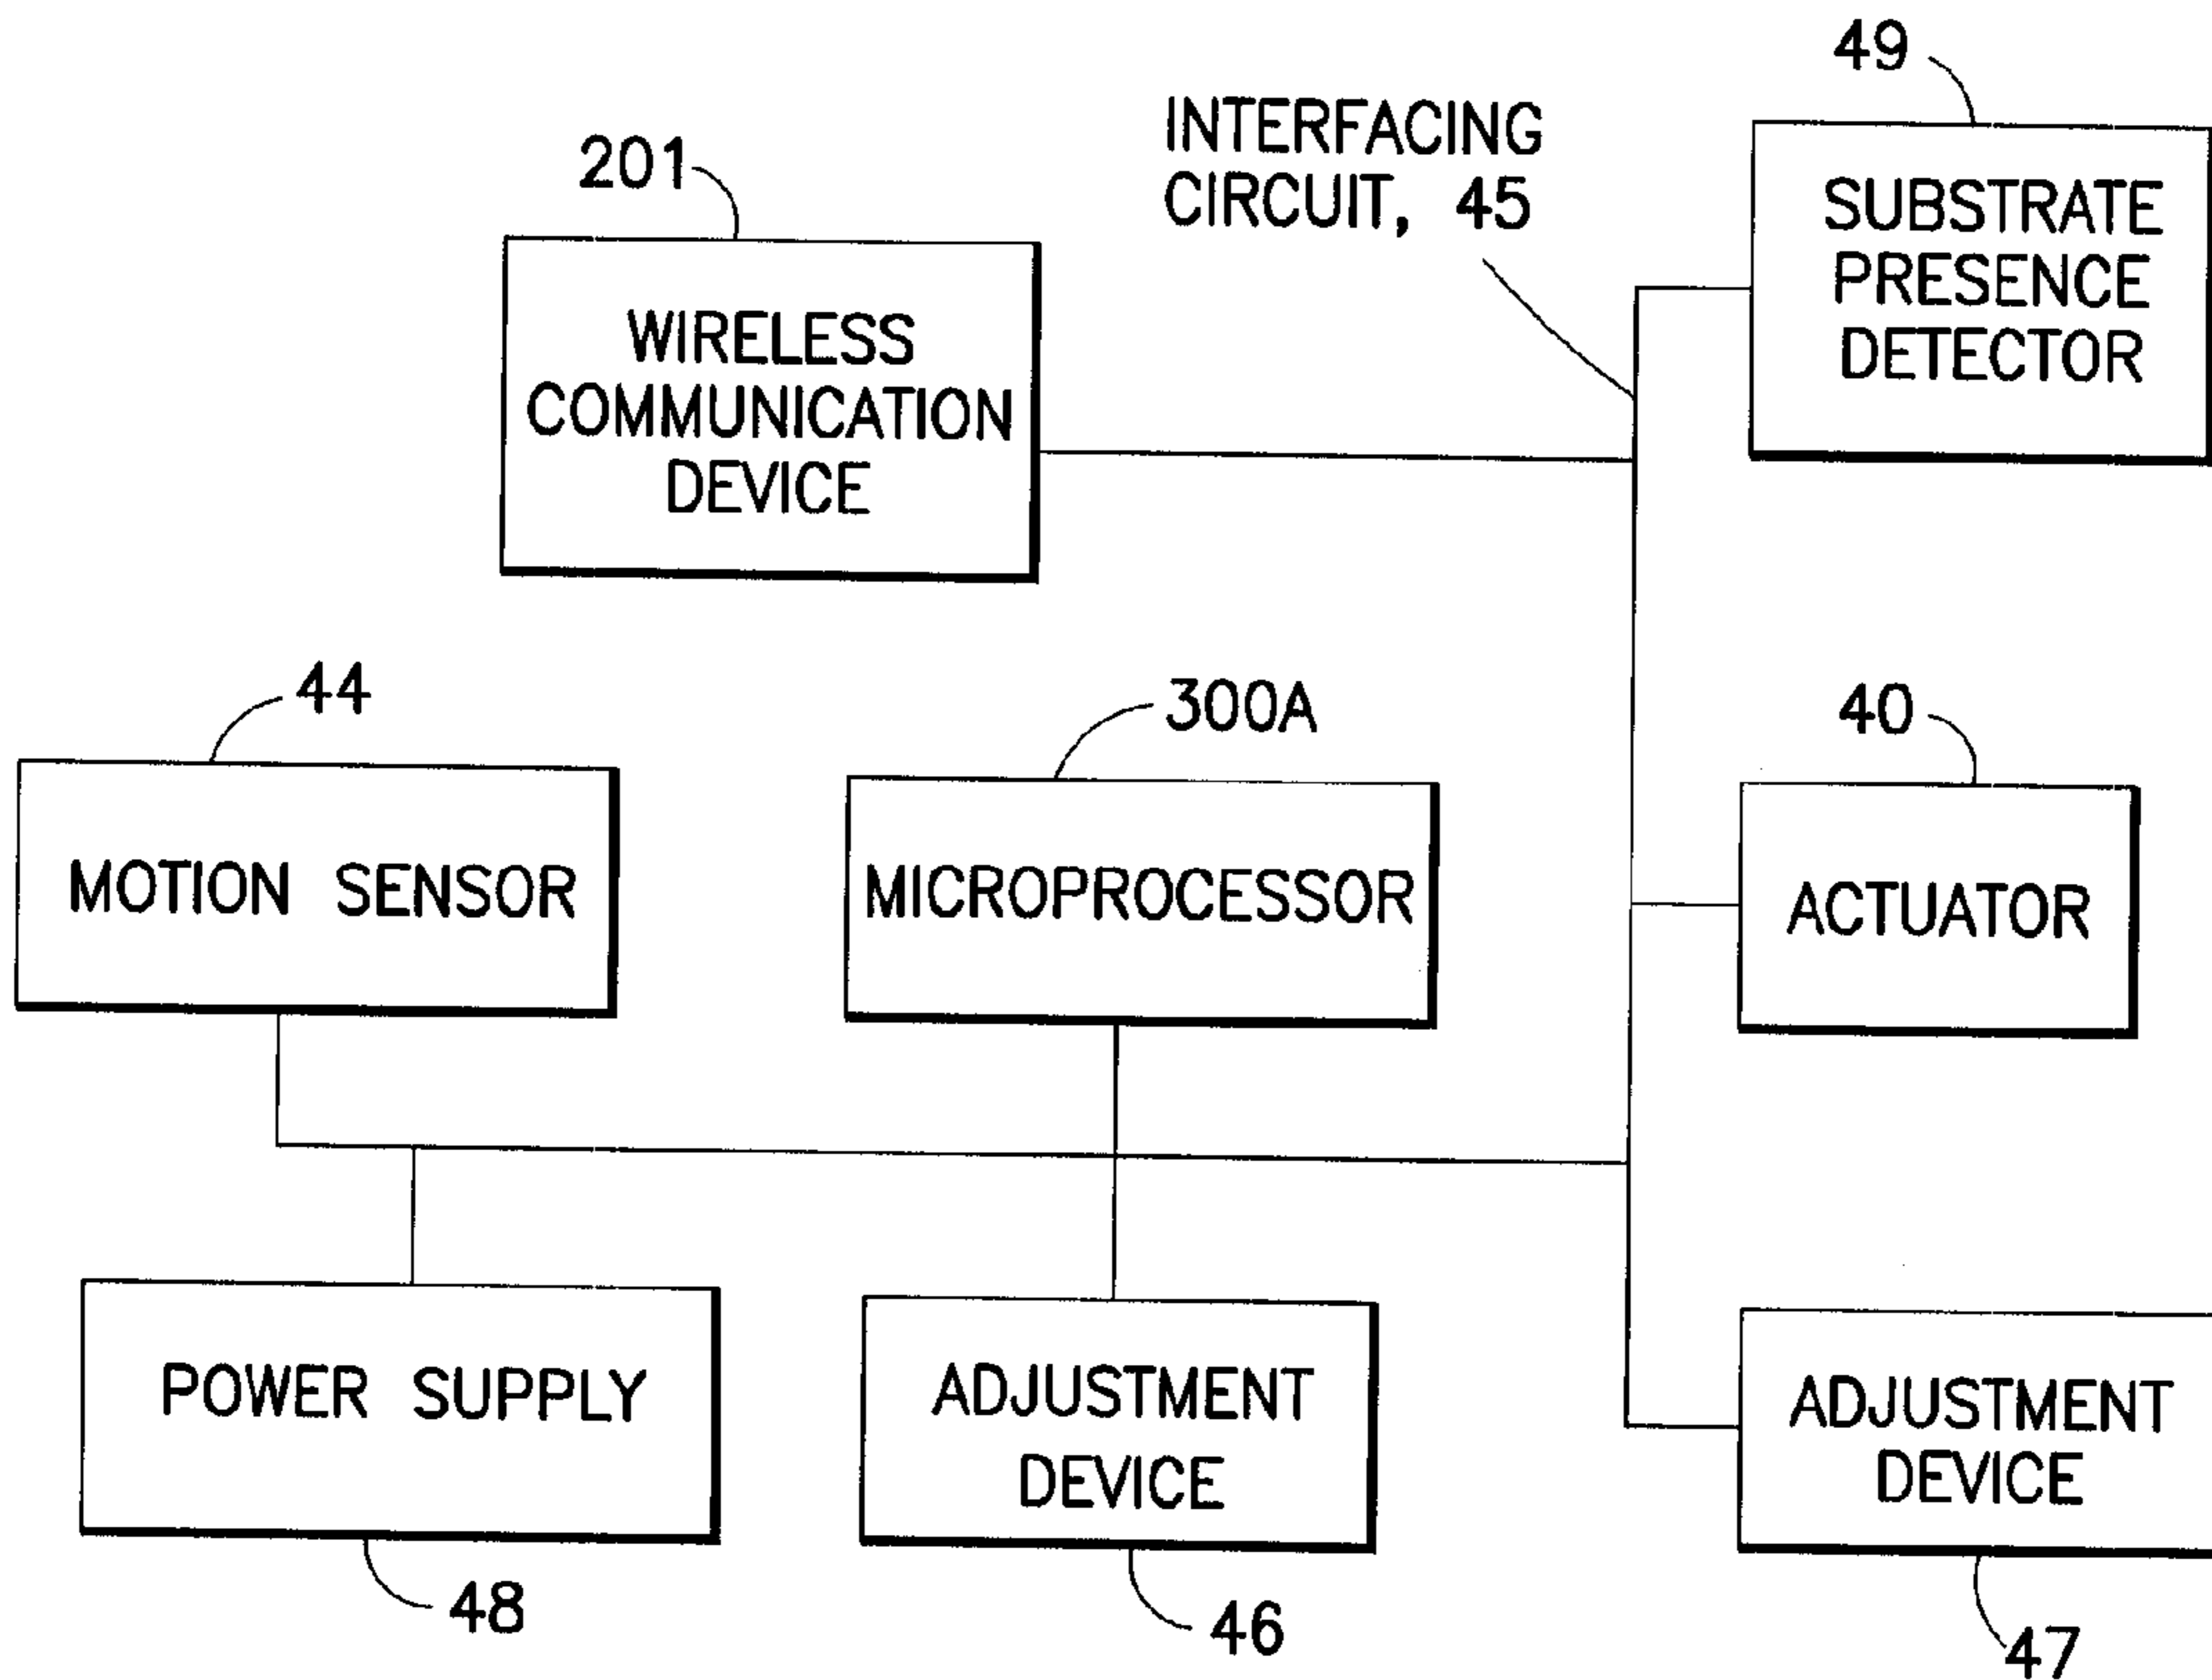 49
INTERFACING
CIRCUIT, 45
201
SUBSTRATE
PRESENCE
DETECTOR
WIRELESS
COMMUNICATION
DEVICE
44
300A
40
MOTION SENSOR
MICROPROCESSOR
ACTUATOR
POWER SUPPLY
ADJUSTMENT
DEVICE
ADJUSTMENT
DEVICE
48
46
47